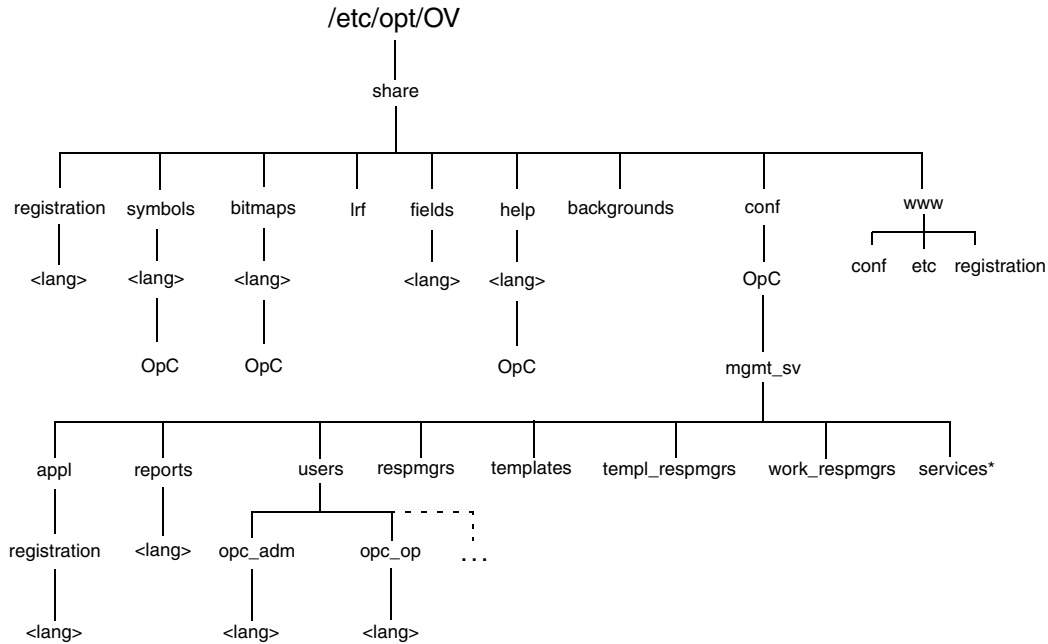 /etc/opt/OV
share
registration symbols bitmaps lrf fields help backgrounds conf www
<lang> <lang> <lang> <lang> <lang> OpC conf etc registration
OpC OpC OpC mgmt_sv
appl reports users respmgrs templates templ_respmgrs work_respmgrs services*
registration <lang> opc_adm opc_op ...
<lang> <lang> <lang>